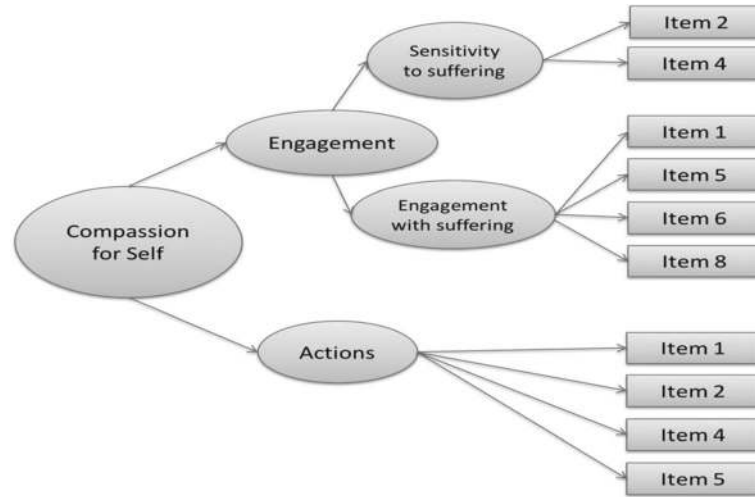 Sensitivity
to suffering
Item 2
Item 4
Engagement
Item 1
Item 5
Engagement
with suffering
Item 6
Item 8
Compassion
for Self
Actions
Item 1
Item 2
Item 4
Item 5